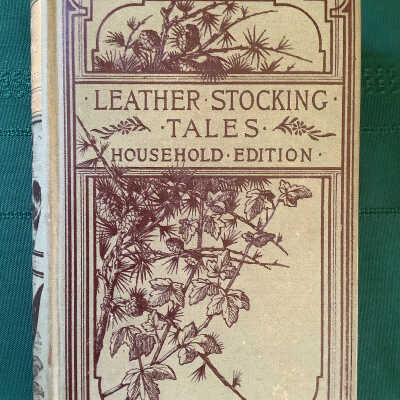 · LEATHER · STOCKING ·
· TALES ·
HOUSEHOLD · EDITION ·